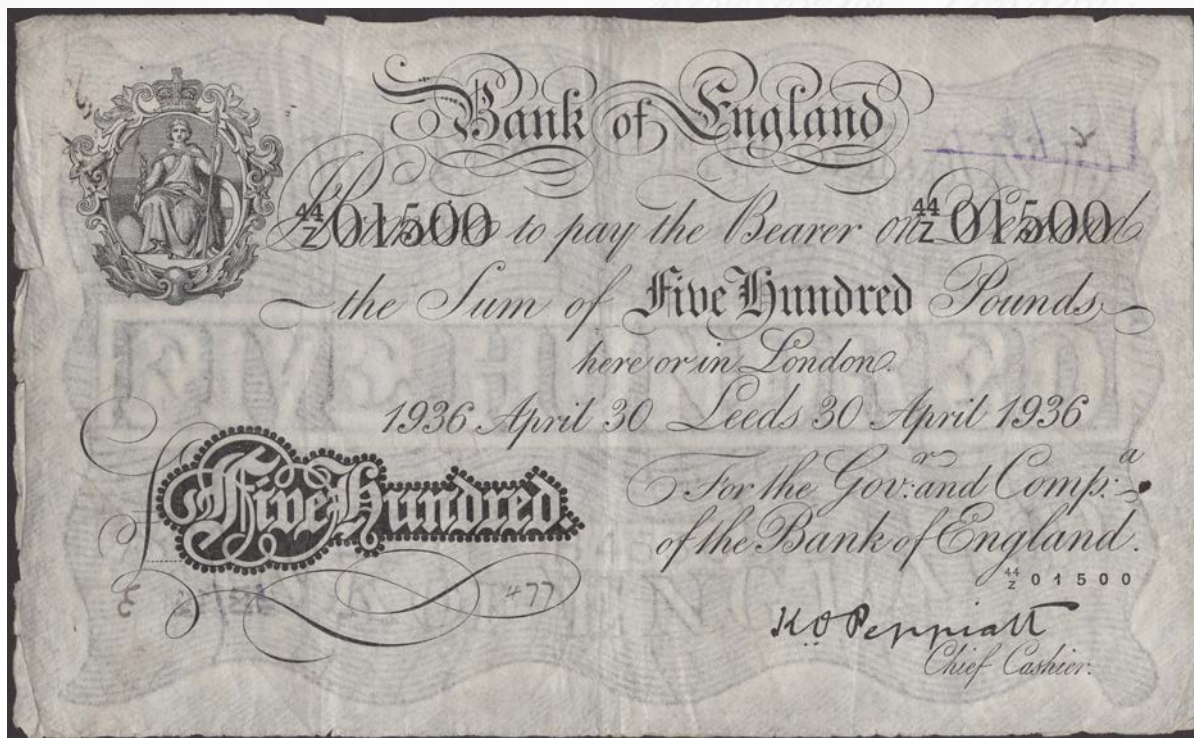 Bank of England
44/Z 01500 to pay the Bearer on 44/Z 01500
the Sum of Five Hundred Pounds
here or in London.
1936 April 30 Leeds 30 April 1936
For the Govr: and Compa:
of the Bank of England.
£ Five Hundred.
44/Z 01500
477
K O Peppiatt
Chief Cashier.
FIVE HUNDRED